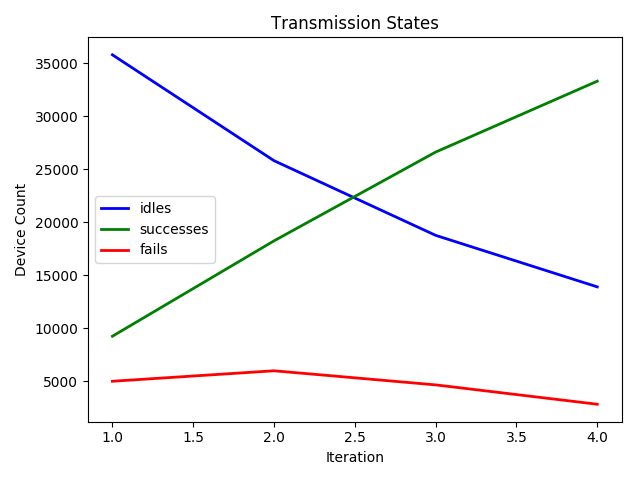 Transmission States
Device Count
35000
30000
25000
20000
15000
10000
5000
idles
successes
fails
1.0 1.5 2.0 2.5 3.0 3.5 4.0
Iteration